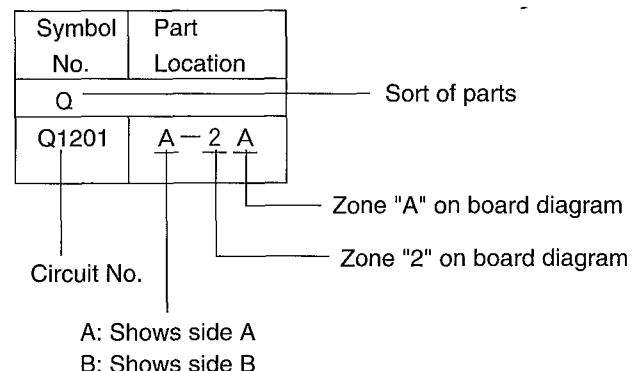 Symbol No.
Part Location
Q
Sort of parts
Q1201
A — 2 A
Zone "A" on board diagram
Zone "2" on board diagram
Circuit No.
A: Shows side A
B: Shows side B